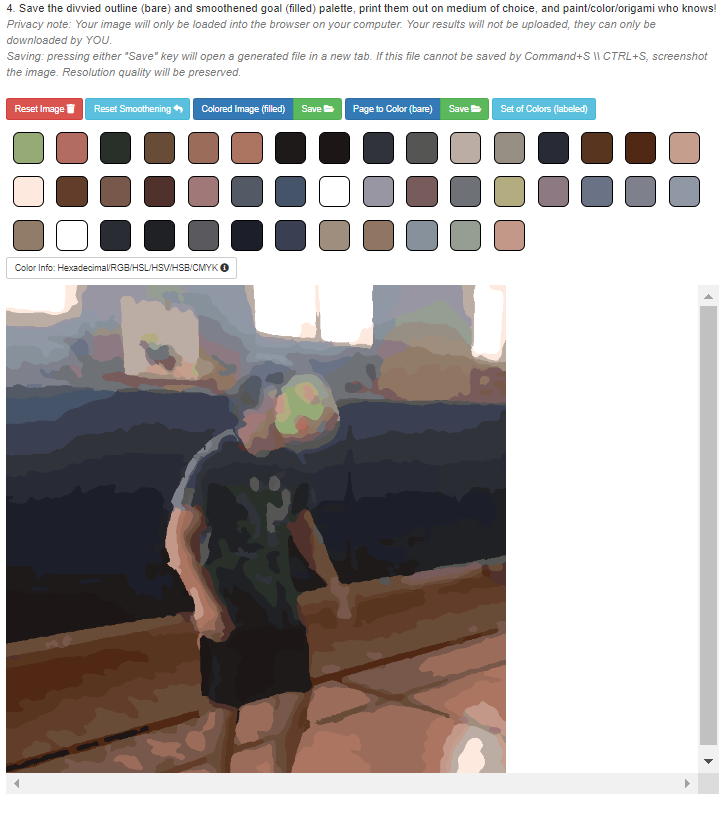 4. Save the divvied outline (bare) and smoothened goal (filled) palette, print them out on medium of choice, and paint/color/origami who knows!
Privacy note: Your image will only be loaded into the browser on your computer. Your results will not be uploaded, they can only be
downloaded by YOU.
Saving: pressing either "Save" key will open a generated file in a new tab. If this file cannot be saved by Command+S \\ CTRL+S, screenshot
the image. Resolution quality will be preserved.
Reset Image Reset Smoothening Colored Image (filled) Save Page to Color (bare) Save Set of Colors (labeled)
Color Info: Hexadecimal/RGB/HSL/HSV/HSB/CMYK